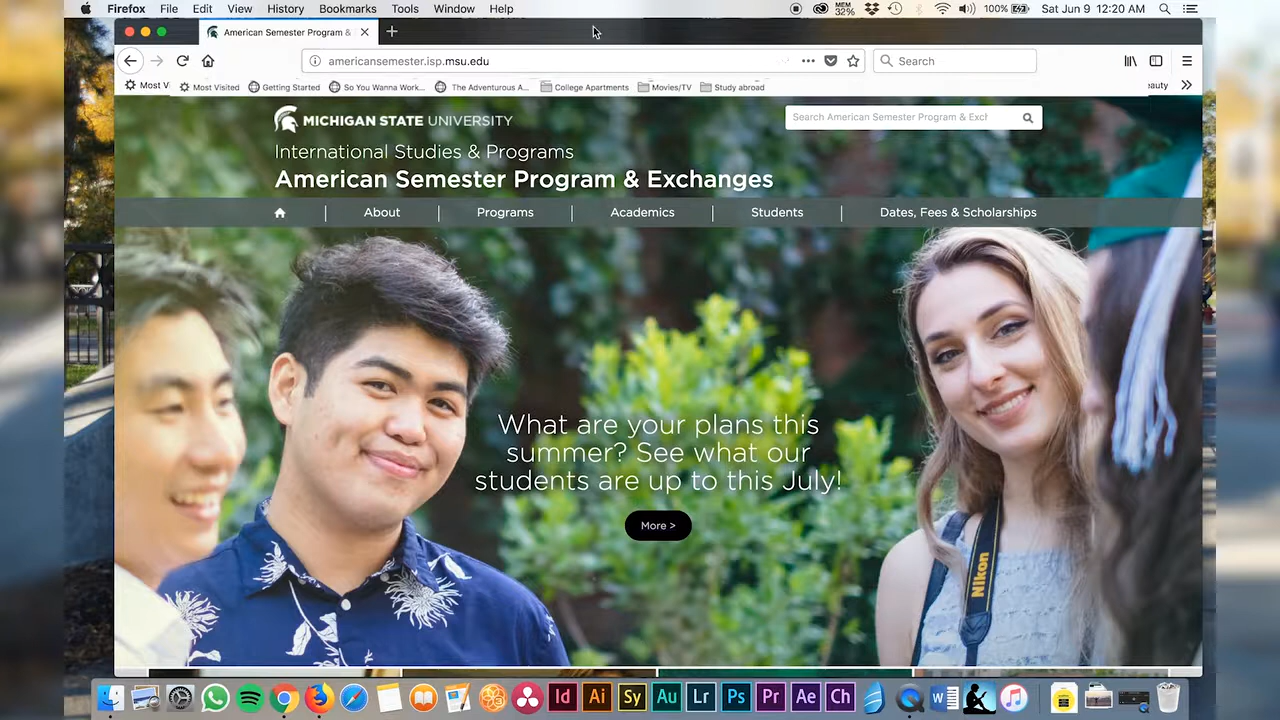 Firefox File Edit View History Bookmarks Tools Window Help MEM 32% 100% Sat Jun 9 12:20 AM
American Semester Program &
americansemester.isp.msu.edu Search
Most V Most Visited Getting Started So You Wanna Work... The Adventurous A... College Apartments Movies/TV Study abroad eauty
MICHIGAN STATE UNIVERSITY
Search American Semester Program & Exch
International Studies & Programs
American Semester Program & Exchanges
About Programs Academics Students Dates, Fees & Scholarships
What are your plans this
summer? See what our
students are up to this July!
More >
Nikon
Id Ai Sy Au Lr Ps Pr Ae Ch W